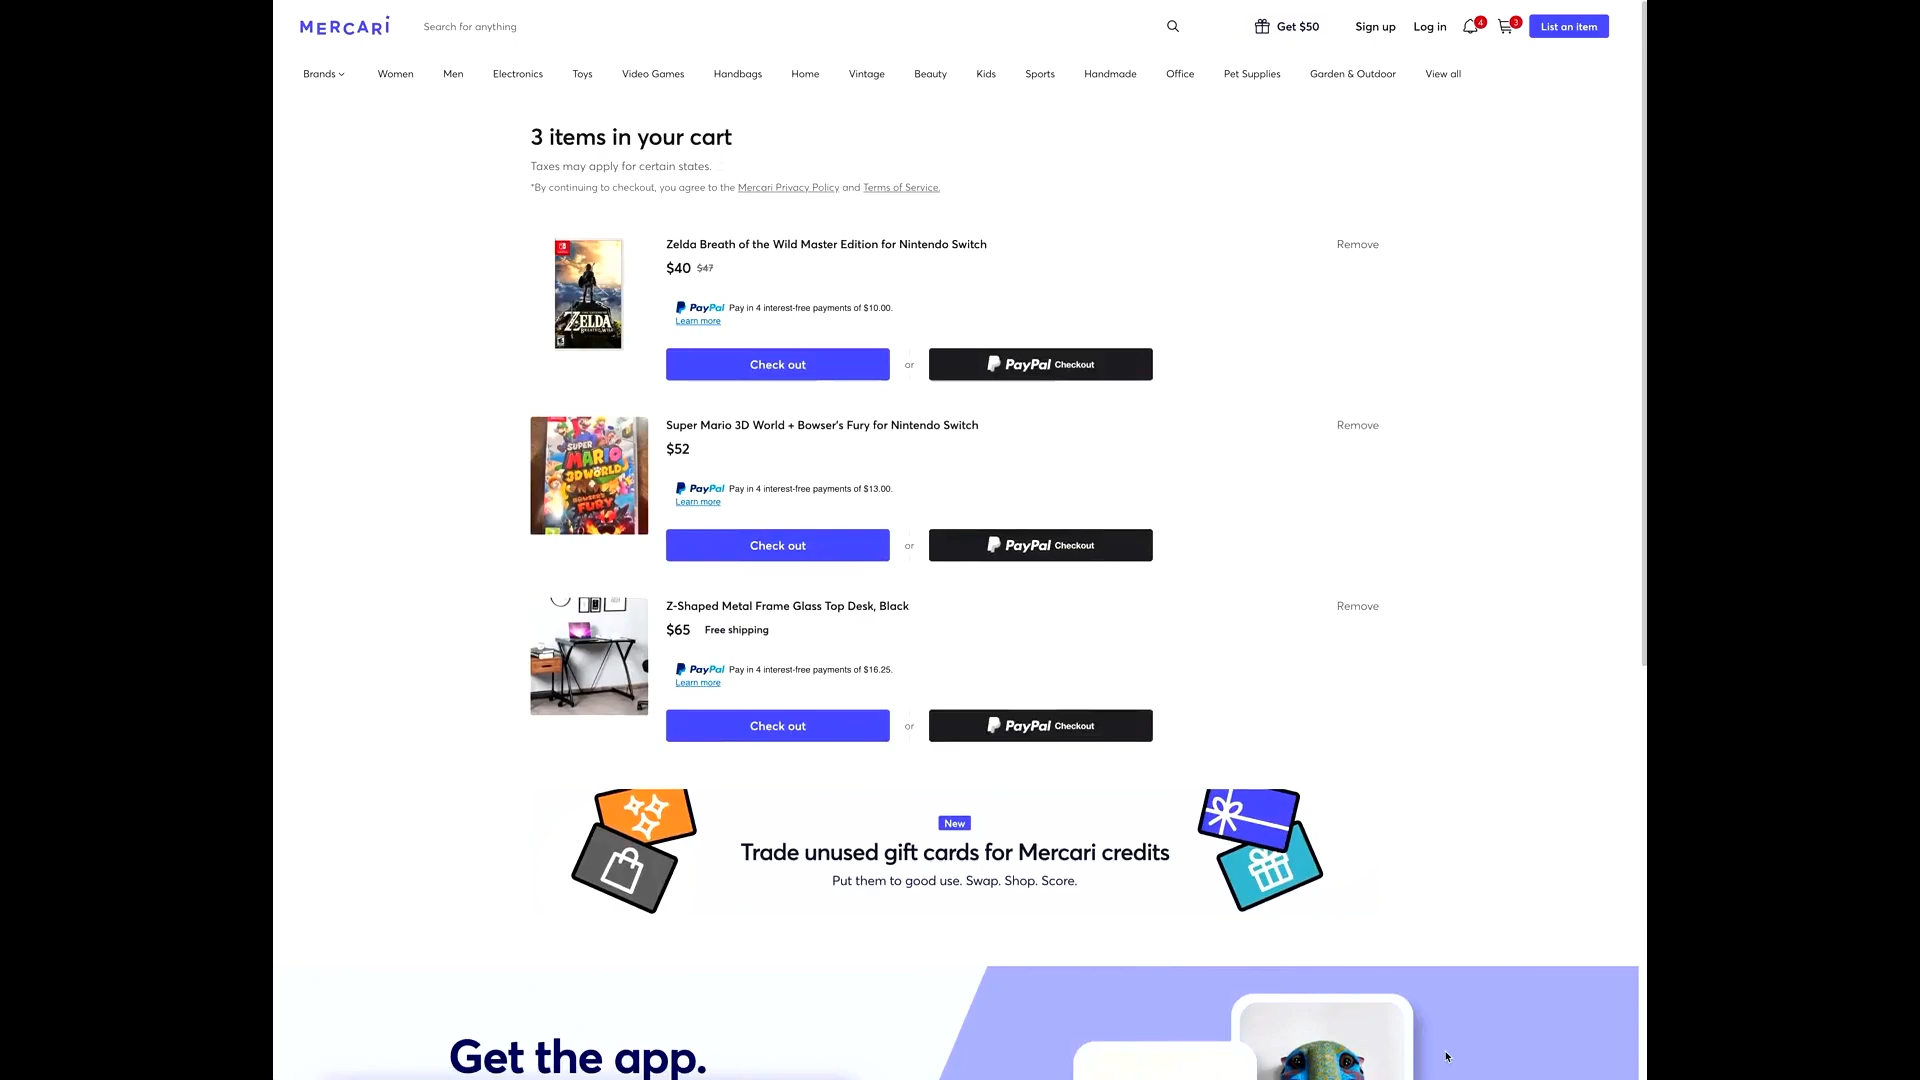 MERCARI
Search for anything
Get $50
Sign up
Log in
4
3
List an item
Brands
Women
Men
Electronics
Toys
Video Games
Handbags
Home
Vintage
Beauty
Kids
Sports
Handmade
Office
Pet Supplies
Garden & Outdoor
View all
3 items in your cart
Taxes may apply for certain states.
*By continuing to checkout, you agree to the Mercari Privacy Policy and Terms of Service.
Zelda Breath of the Wild Master Edition for Nintendo Switch
Remove
$40 $47
ZELDA
PayPal Pay in 4 interest-free payments of $10.00.
Learn more
Check out
or
PayPal Checkout
Super Mario 3D World + Bowser's Fury for Nintendo Switch
Remove
$52
SUPER
MARIO
3DWORLD
+
BOWSER'S
FURY
PayPal Pay in 4 interest-free payments of $13.00.
Learn more
Check out
or
PayPal Checkout
Z-Shaped Metal Frame Glass Top Desk, Black
Remove
$65 Free shipping
PayPal Pay in 4 interest-free payments of $16.25.
Learn more
Check out
or
PayPal Checkout
New
Trade unused gift cards for Mercari credits
Put them to good use. Swap. Shop. Score.
Get the app.